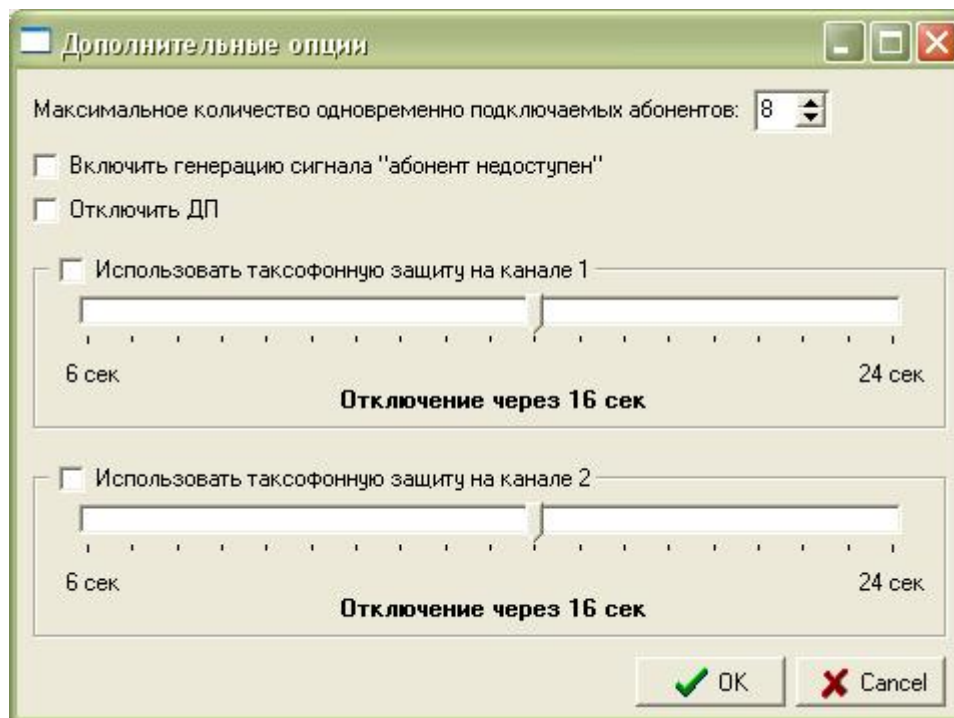 Дополнительные опции
Максимальное количество одновременно подключаемых абонентов: 8
Включить генерацию сигнала "абонент недоступен"
Отключить ДП
Использовать таксофонную защиту на канале 1
6 сек 24 сек
Отключение через 16 сек
Использовать таксофонную защиту на канале 2
6 сек 24 сек
Отключение через 16 сек
OK Cancel